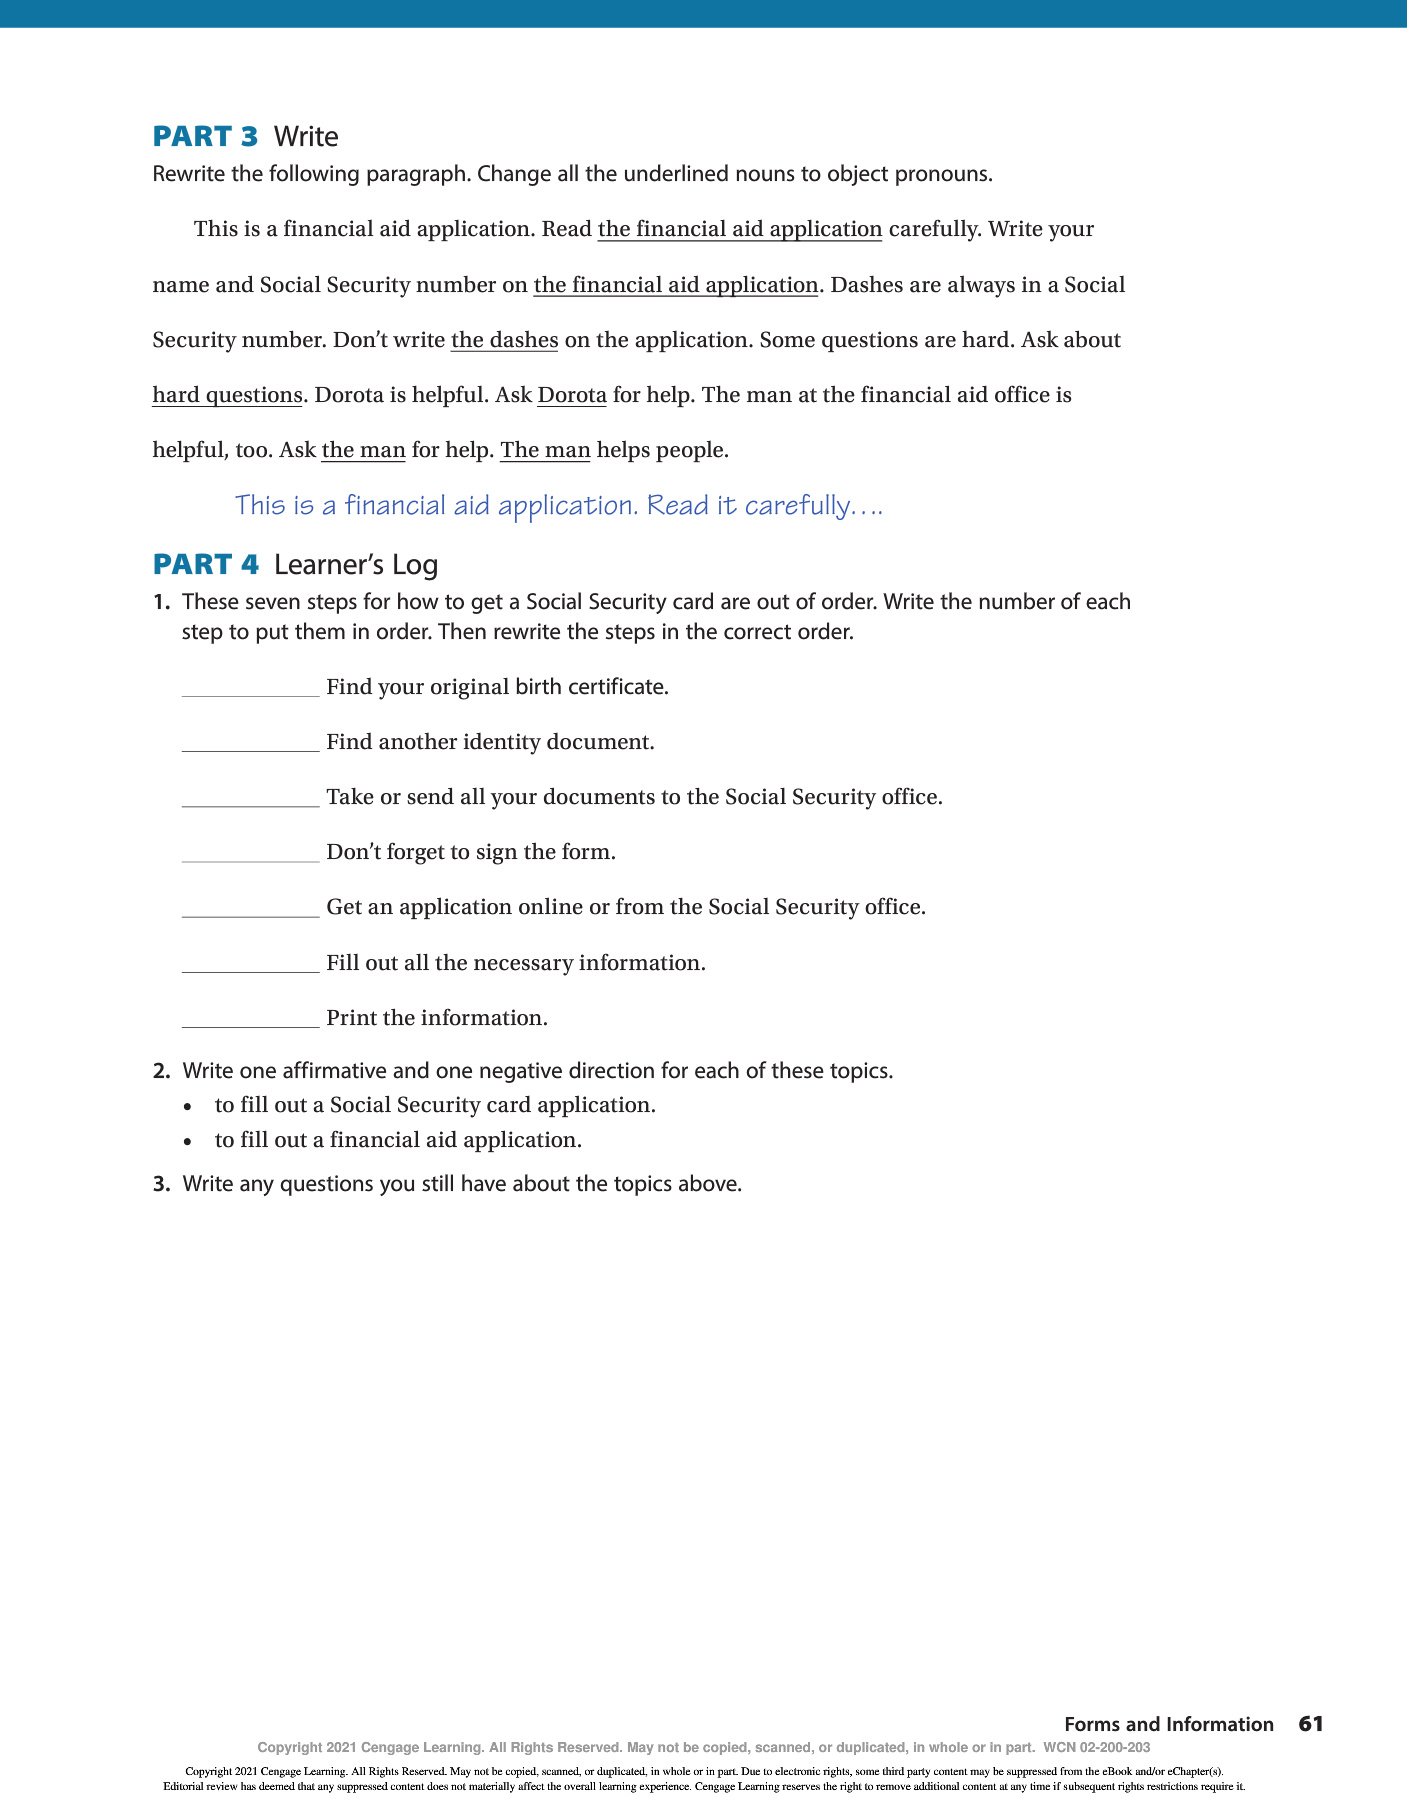 PART 3 Write
Rewrite the following paragraph. Change all the underlined nouns to object pronouns.
This is a financial aid application. Read the financial aid application carefully. Write your
name and Social Security number on the financial aid application. Dashes are always in a Social
Security number. Don’t write the dashes on the application. Some questions are hard. Ask about
hard questions. Dorota is helpful. Ask Dorota for help. The man at the financial aid office is
helpful, too. Ask the man for help. The man helps people.
This is a financial aid application. Read it carefully….
PART 4 Learner’s Log
1. These seven steps for how to get a Social Security card are out of order. Write the number of each
step to put them in order. Then rewrite the steps in the correct order.
____________ Find your original birth certificate.
____________ Find another identity document.
____________ Take or send all your documents to the Social Security office.
____________ Don’t forget to sign the form.
____________ Get an application online or from the Social Security office.
____________ Fill out all the necessary information.
____________ Print the information.
2. Write one affirmative and one negative direction for each of these topics.
• to fill out a Social Security card application.
• to fill out a financial aid application.
3. Write any questions you still have about the topics above.
Forms and Information 61
Copyright 2021 Cengage Learning. All Rights Reserved. May not be copied, scanned, or duplicated, in whole or in part. WCN 02-200-203
Copyright 2021 Cengage Learning. All Rights Reserved. May not be copied, scanned, or duplicated, in whole or in part. Due to electronic rights, some third party content may be suppressed from the eBook and/or eChapter(s).
Editorial review has deemed that any suppressed content does not materially affect the overall learning experience. Cengage Learning reserves the right to remove additional content at any time if subsequent rights restrictions require it.